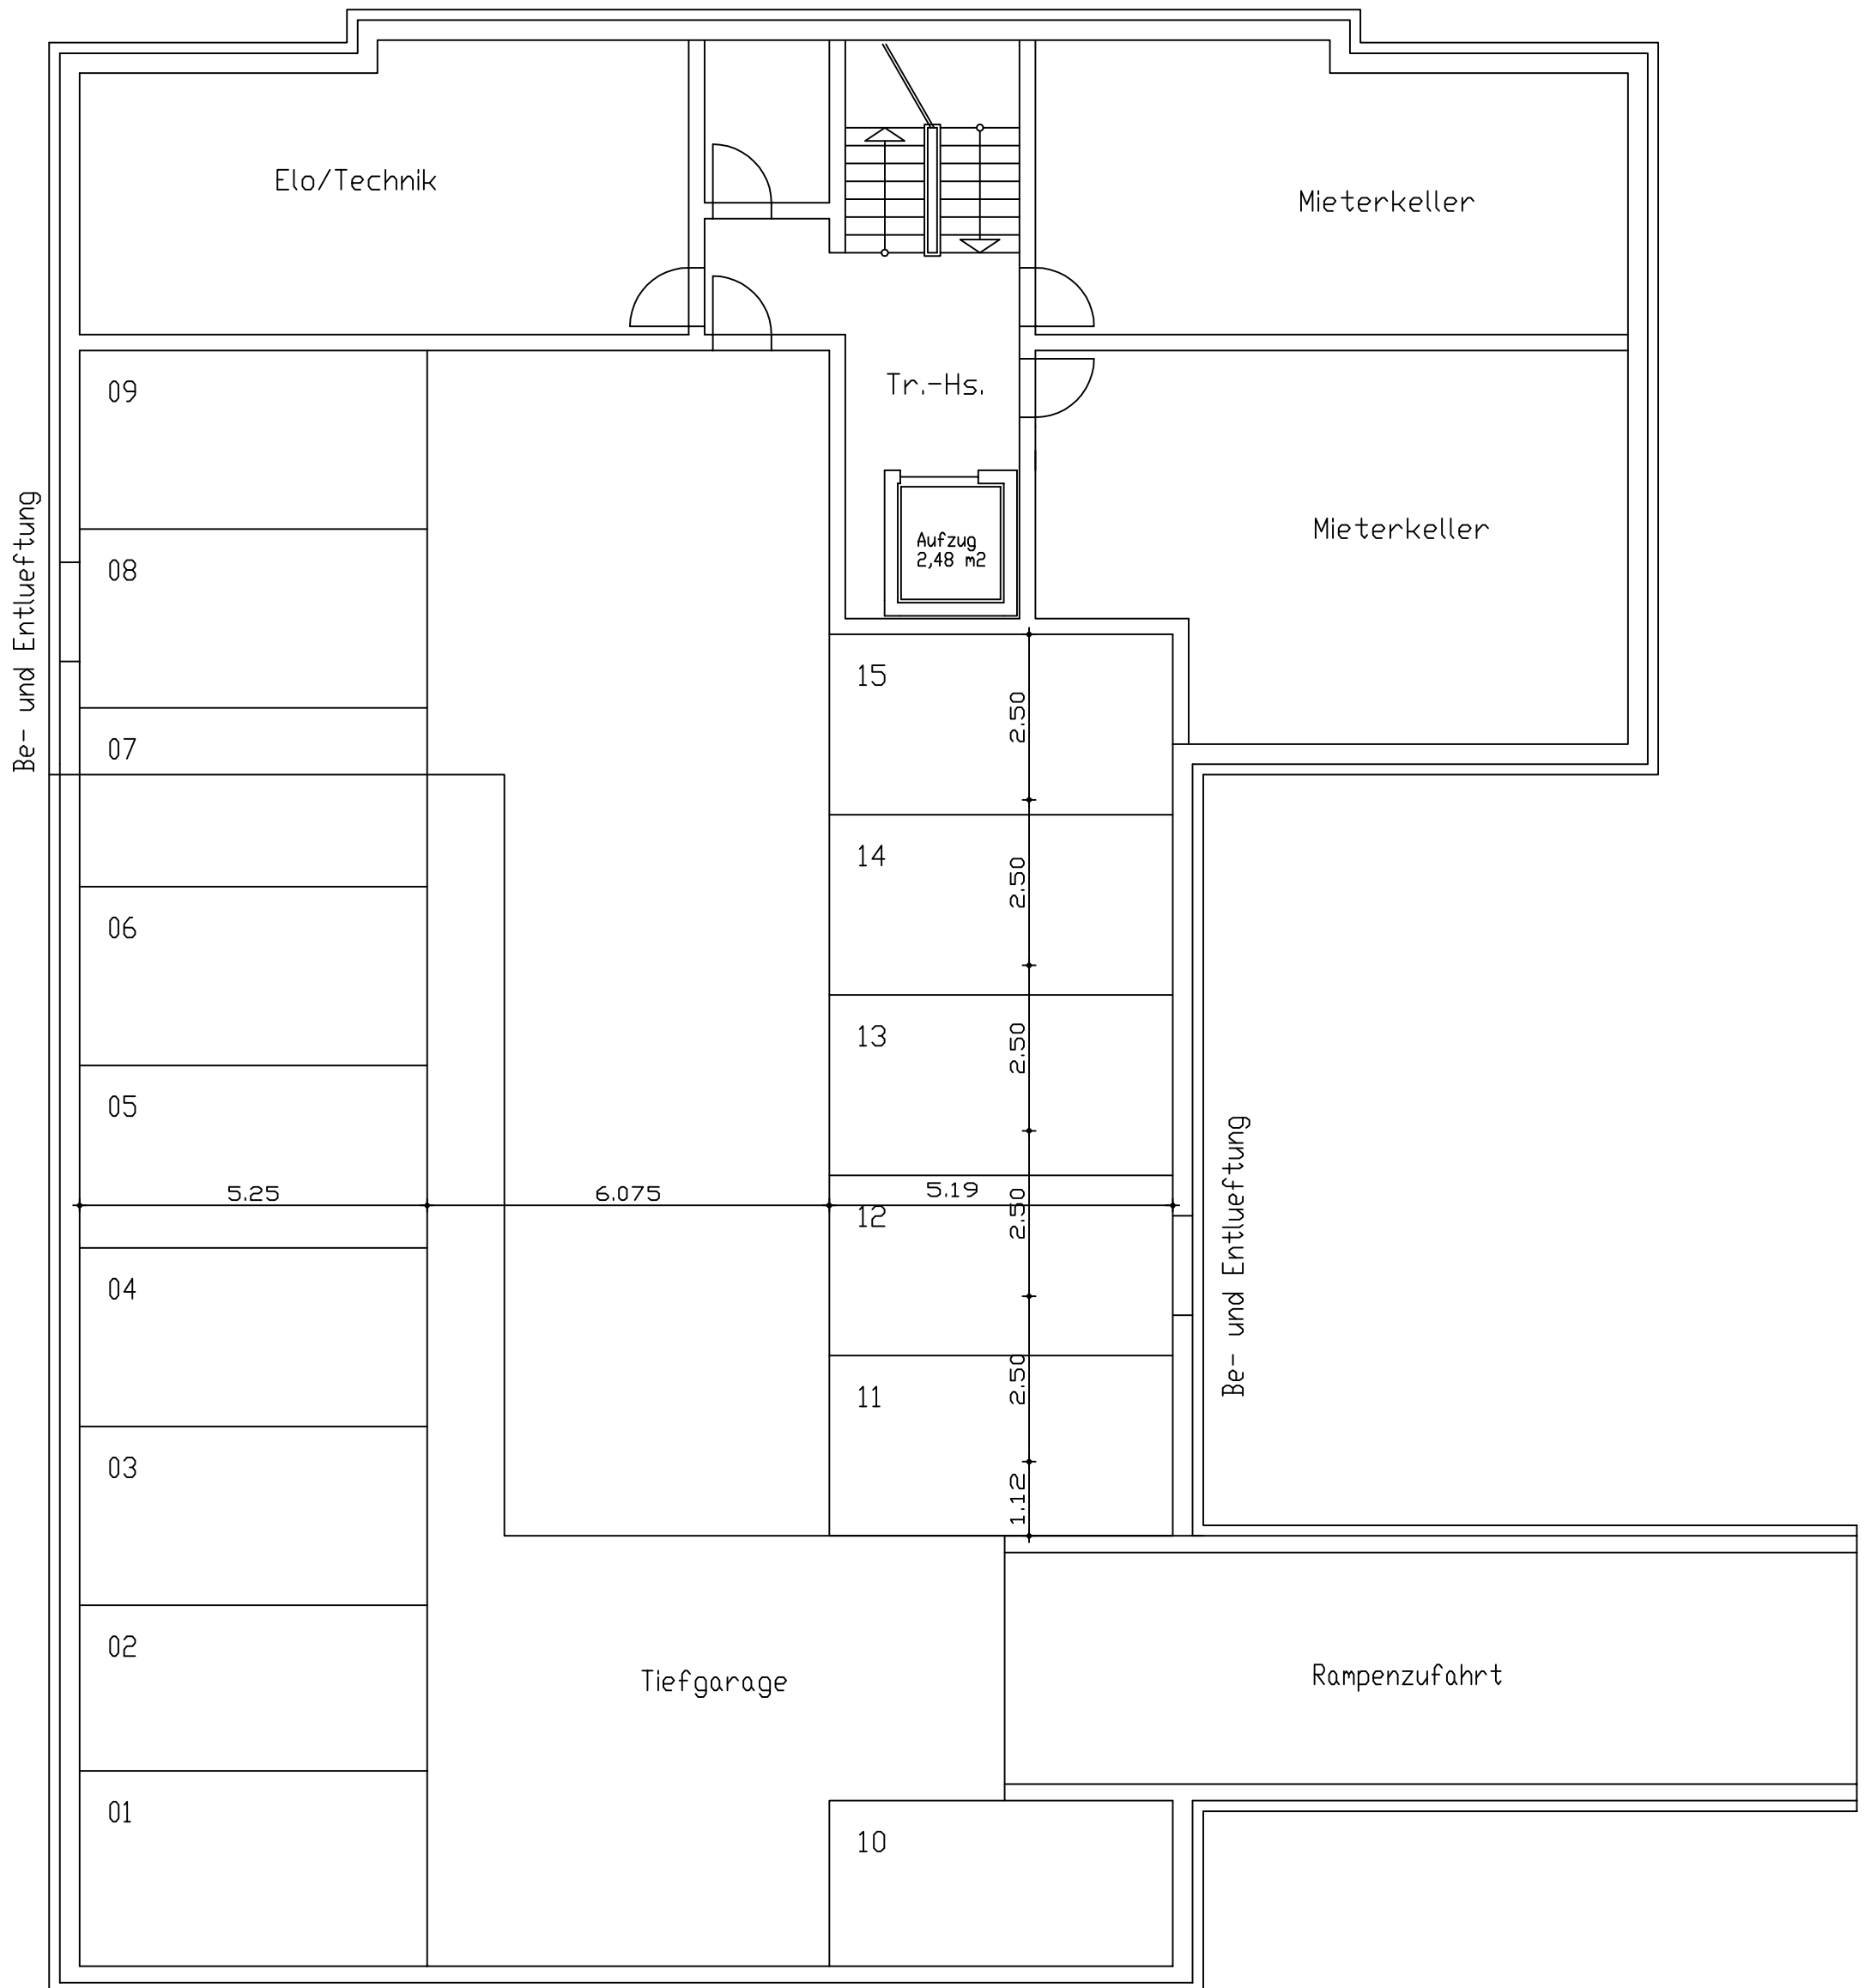 Elo/Technik
Mieterkeller
Tr.-Hs.
09
Be- und Entlueftung
Aufzug
2,48 m2
Mieterkeller
08
15
2.50
07
14
2.50
06
13
2.50
05
5.25
6.075
5.19
12
2.50
Be- und Entlueftung
04
11
2.50
03
1.12
02
Tiefgarage
Rampenzufahrt
01
10